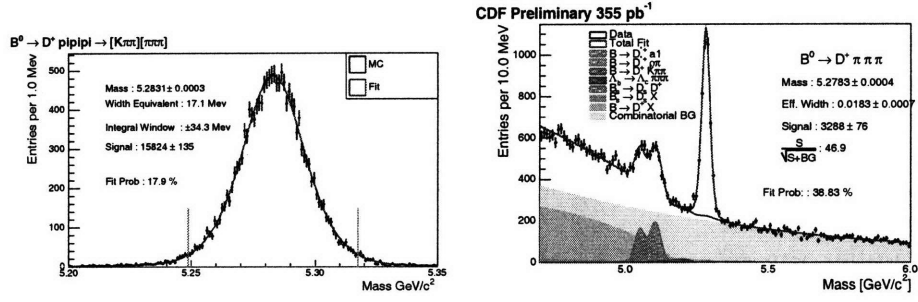 B⁰ → D⁺ pipipi → [Kππ][πππ]
Entries per 1.0 Mev
500
400
300
200
100
0
Mass : 5.2831± 0.0003
Width Equivalent : 17.1 Mev
Integral Window : ±34.3 Mev
Signal : 15824 ± 135
Fit Prob : 17.9 %
MC
Fit
5.20
5.25
5.30
5.35
Mass GeV/c²
CDF Preliminary 355 pb⁻¹
Entries per 10.0 Mev
1000
800
600
400
200
0
Data
Total Fit
Combinatorial BG
B⁰ → D⁺ π π π
Mass : 5.2783± 0.0004
Eff. Width : 0.0183± 0.0007
Signal : 3288 ± 76
S
√S+BG : 46.9
Fit Prob: : 38.83 %
5.0
5.5
6.0
Mass [GeV/c²]